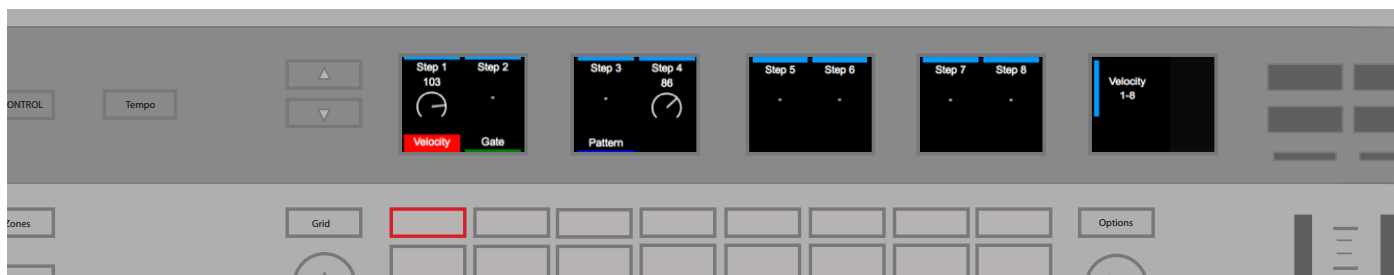 Step 1
Step 2
Step 3
Step 4
Step 5
Step 6
Step 7
Step 8
103
-
-
86
-
-
-
-
Velocity
1-8
ONTROL
Tempo
Velocity
Gate
Pattern
Zones
Grid
Options